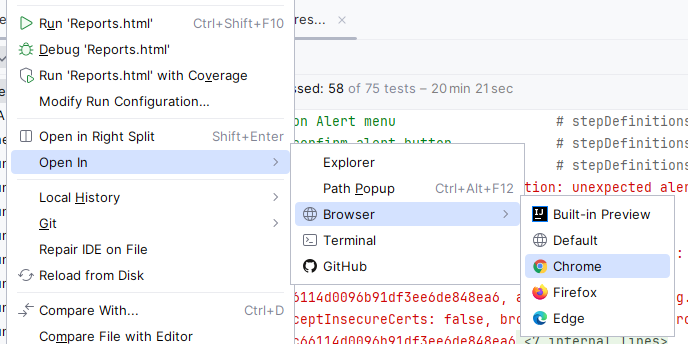 Run 'Reports.html' Ctrl+Shift+F10
res...
Debug 'Reports.html'
Run 'Reports.html' with Coverage
ssed: 58 of 75 tests – 20 min 21 sec
Modify Run Configuration...
on Alert menu # stepDefinitions
Open in Right Split Shift+Enter
confirm alert button # stepDefinitions
Open In
Explorer
# stepDefinitions
Path Popup Ctrl+Alt+F12
tion: unexpected aler
Local History
Browser
Built-in Preview
Git
Terminal
Default
Repair IDE on File
GitHub
Chrome
Reload from Disk
Firefox
c66114d0096b91df3ee6de848ea6, a
Compare With... Ctrl+D
ceptInsecureCerts: false, bro
Edge
Compare File with Editor
c66114d0096b91df3ee6de848ea6 <7 internal lines>